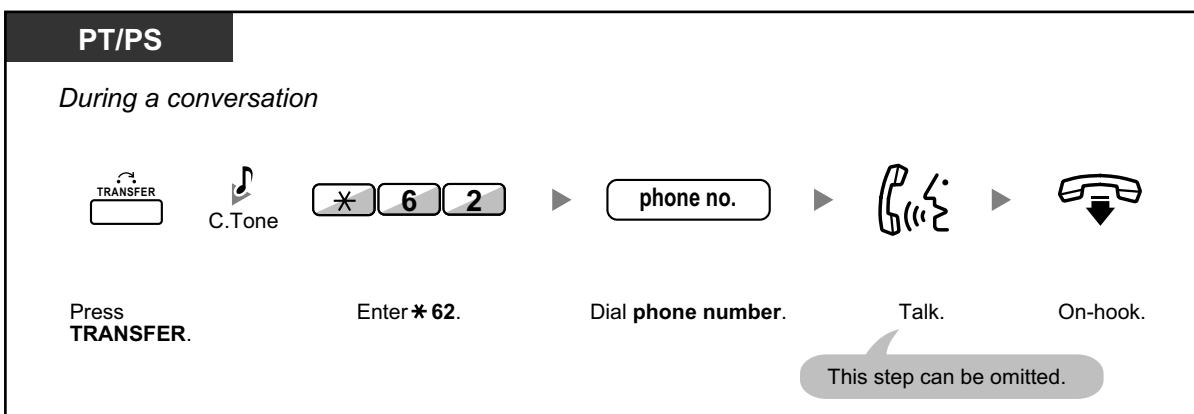 PT/PS
During a conversation
TRANSFER
C.Tone
* 6 2
phone no.
Press
TRANSFER.
Enter * 62.
Dial phone number.
Talk.
On-hook.
This step can be omitted.